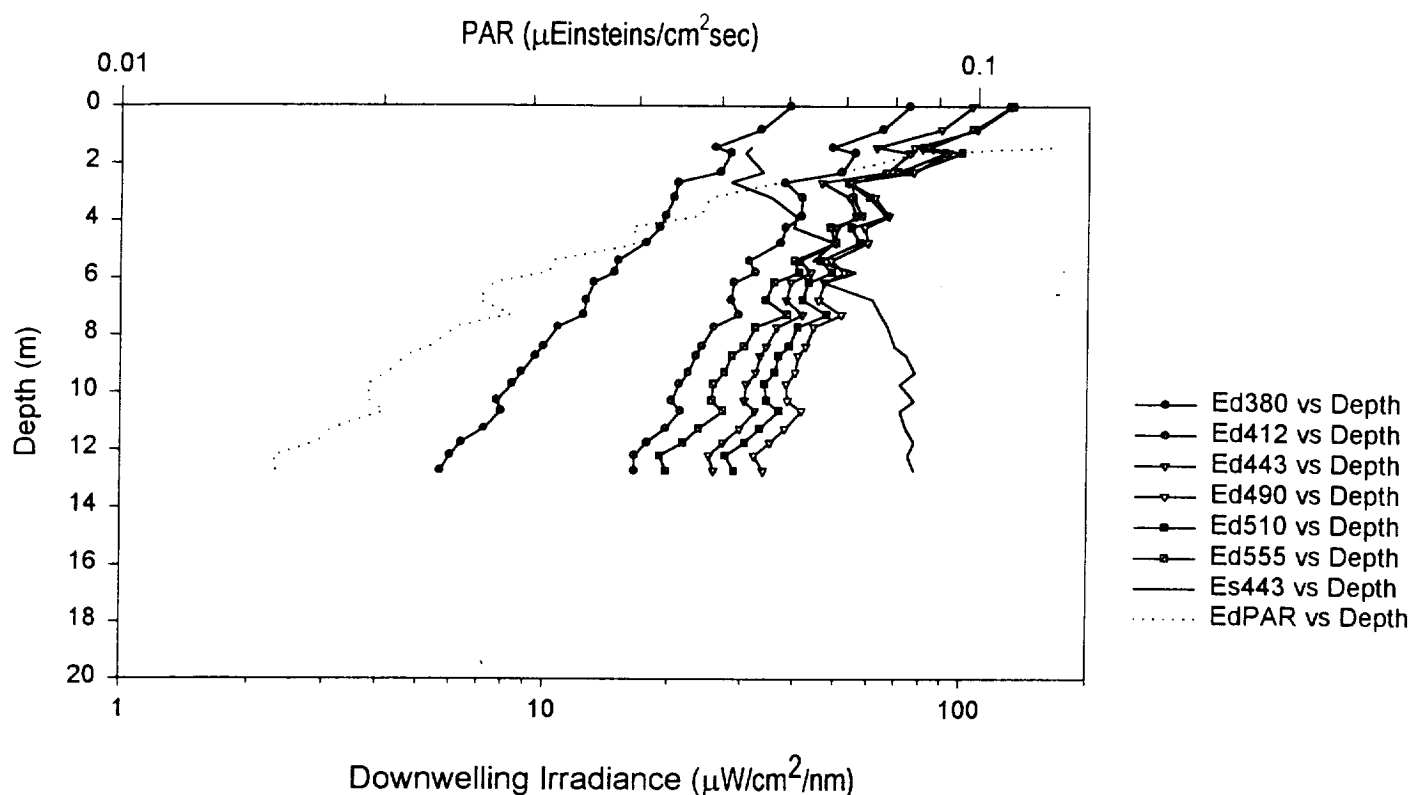 PAR (μEinsteins/cm²sec)
0.01
0.1
0
2
4
6
8
10
12
14
16
18
20
Depth (m)
1
10
100
Downwelling Irradiance (μW/cm²/nm)
Ed380 vs Depth
Ed412 vs Depth
Ed443 vs Depth
Ed490 vs Depth
Ed510 vs Depth
Ed555 vs Depth
Es443 vs Depth
EdPAR vs Depth